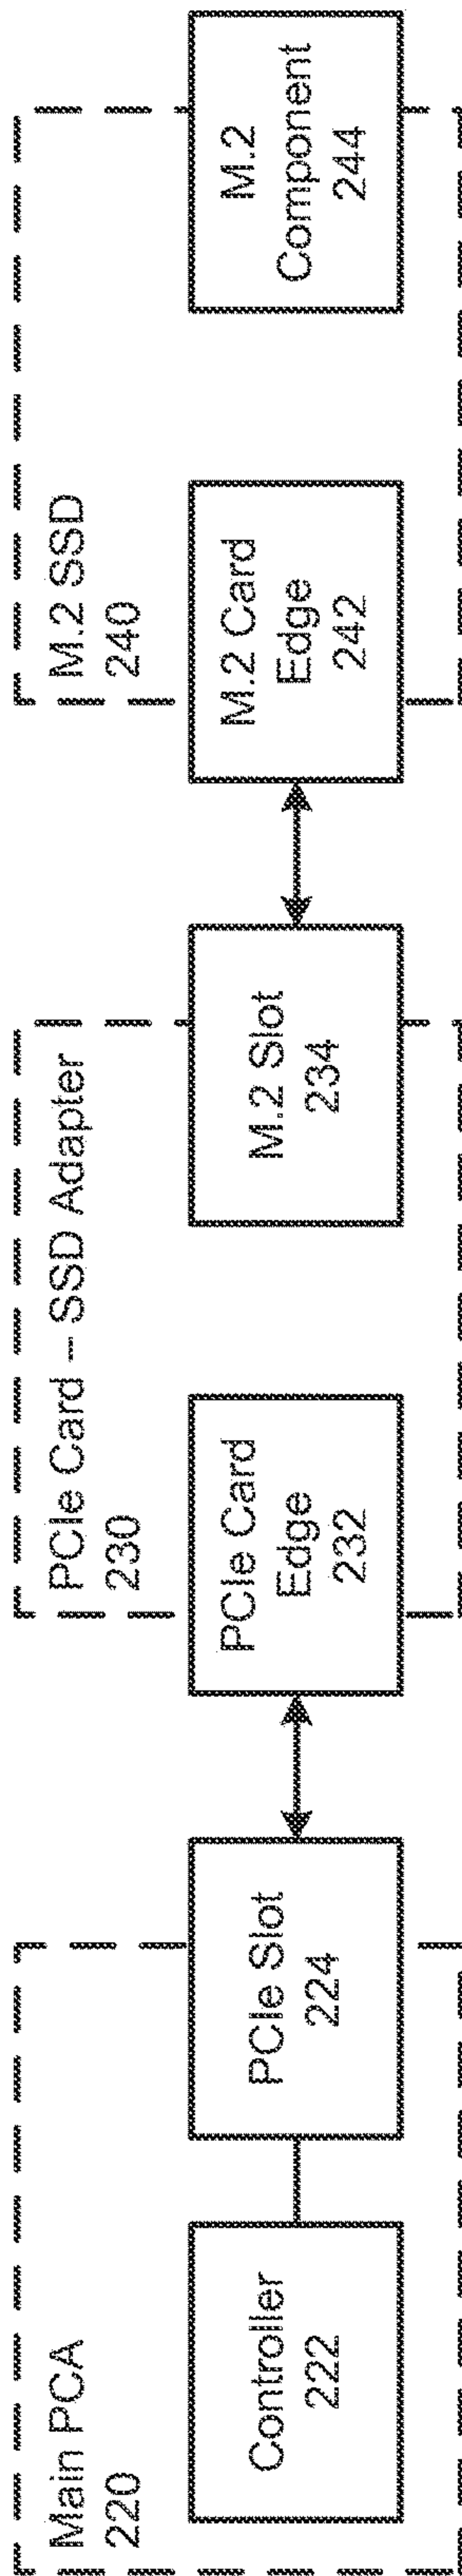 Main PCA
220
Controller
222
PCIe Slot
224
PCIe Card – SSD Adapter
230
PCIe Card
Edge
232
M.2 Slot
234
M.2 SSD
240
M.2 Card
Edge
242
M.2
Component
244